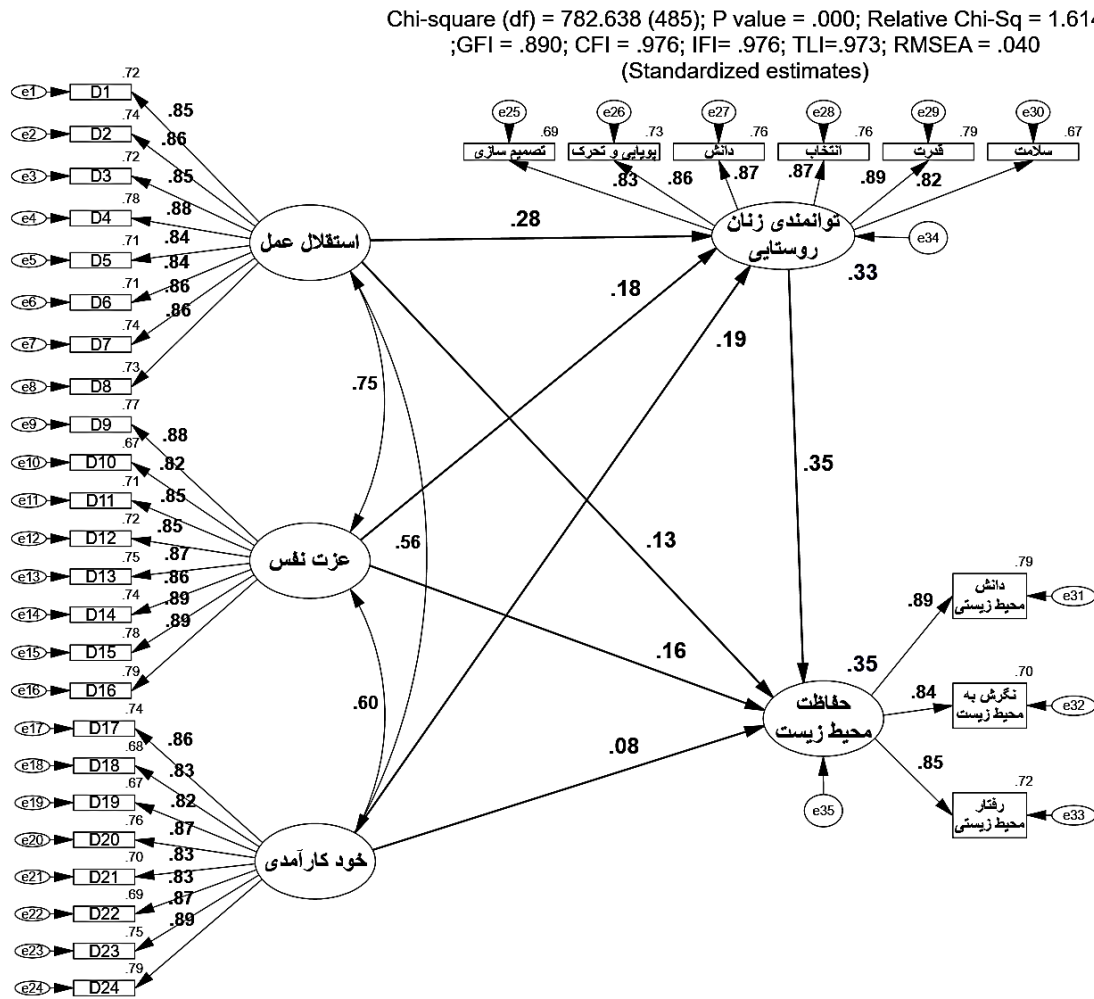 Chi-square (df) = 782.638 (485); P value = .000; Relative Chi-Sq = 1.614
;GFI = .890; CFI = .976; IFI= .976; TLI=.973; RMSEA = .040
(Standardized estimates)
e25
e26
e27
e28
e29
e30
.69
.73
.76
.76
.79
.67
تصمیم سازی
پویایی و تحرک
دانش
انتخاب
قدرت
سلامت
.83
.86
.87
.87
.89
.82
توانمندی زنان
روستایی
.33
e34
e1
D1
.72
.85
e2
D2
.74
.86
e3
D3
.72
.85
e4
D4
.78
.88
e5
D5
.71
.84
e6
D6
.71
.84
e7
D7
.74
.86
e8
D8
.73
.86
استقلال عمل
.28
.18
.19
.75
.56
.60
.35
.13
.16
.08
e9
D9
.77
.88
e10
D10
.67
.82
e11
D11
.71
.85
e12
D12
.72
.85
e13
D13
.75
.87
e14
D14
.74
.86
e15
D15
.78
.89
e16
D16
.79
.89
عزت نفس
e17
D17
.74
.86
e18
D18
.68
.83
e19
D19
.67
.82
e20
D20
.76
.87
e21
D21
.70
.83
e22
D22
.69
.83
e23
D23
.75
.87
e24
D24
.79
.89
خود کارآمدی
حفاظت
محیط زیست
.35
e35
.89
.84
.85
.79
دانش
محیط زیستی
e31
.70
نگرش به
محیط زیست
e32
.72
رفتار
محیط زیستی
e33